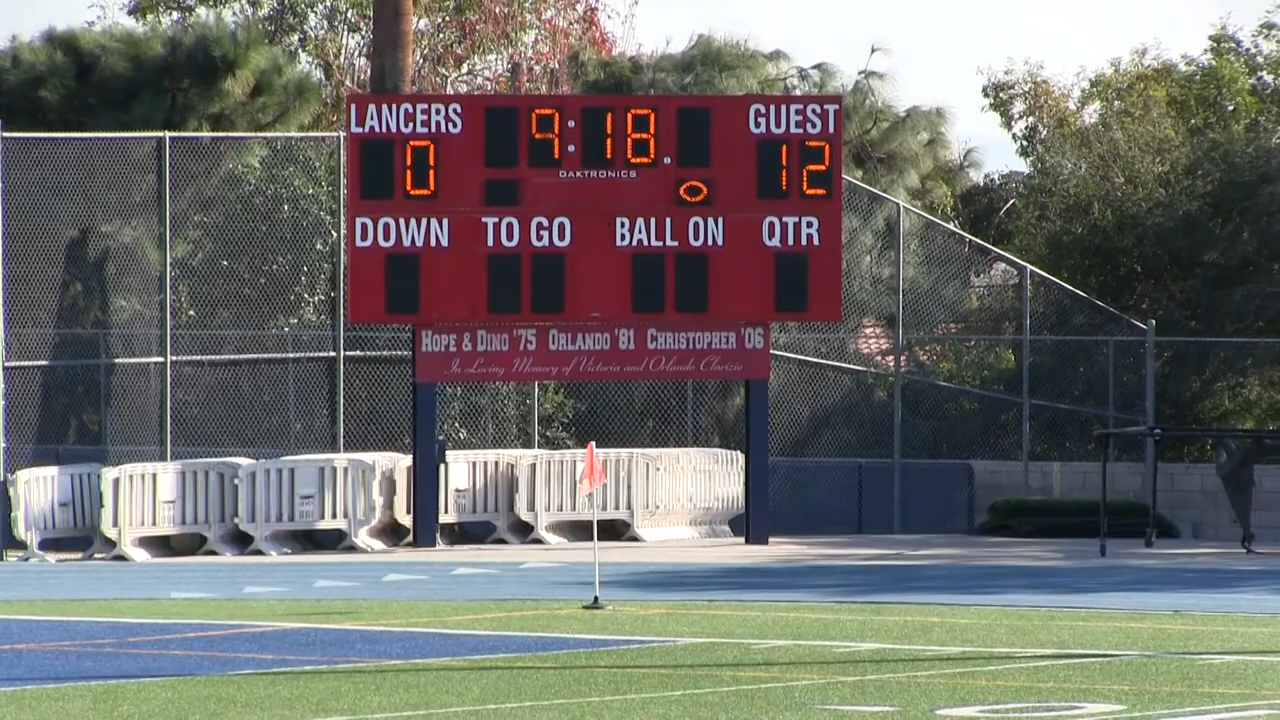 LANCERS 9:18. GUEST
0 DAKTRONICS 12
DOWN TO GO BALL ON QTR
HOPE & DINO '75 ORLANDO '81 CHRISTOPHER '06
In Loving Memory of Victoria and Orlando Clarizio